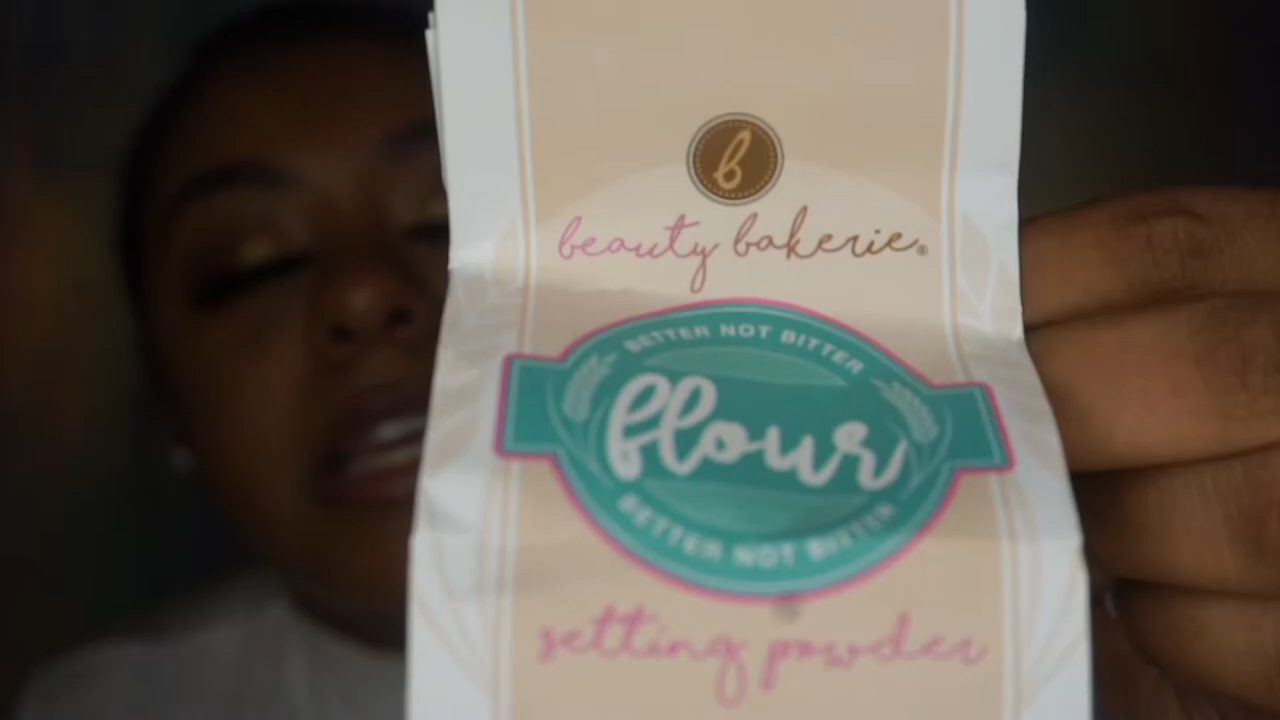 b
beauty bakerie®
BETTER NOT BITTER
flour
BETTER NOT BITTER
setting powder